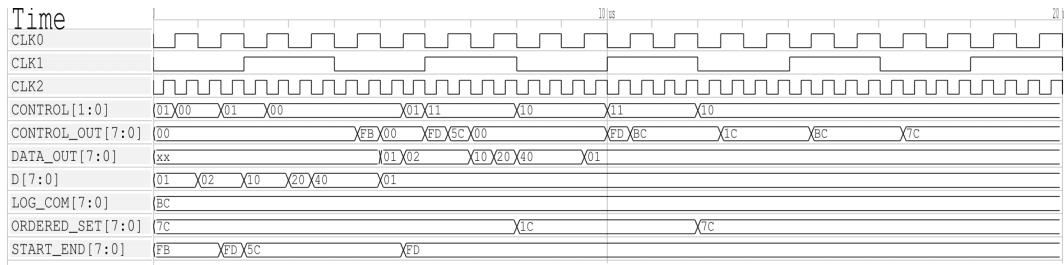 Time 10 us 20
CLK0
CLK1
CLK2
CONTROL[1:0] 01 00 01 00 01 11 10 11 10
CONTROL_OUT[7:0] 00 FB 00 FD 5C 00 FD BC 1C BC 7C
DATA_OUT[7:0] xx 01 02 10 20 40 01
D[7:0] 01 02 10 20 40 01
LOG_COM[7:0] BC
ORDERED_SET[7:0] 7C 1C 7C
START_END[7:0] FB FD 5C FD